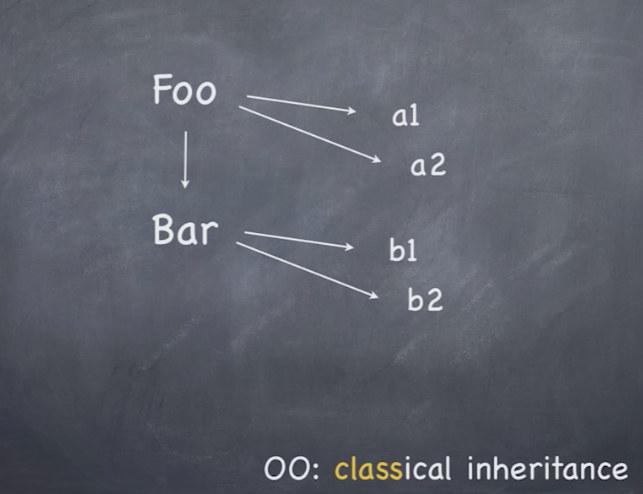 Foo
a1
a2
Bar
b1
b2
OO: classical inheritance